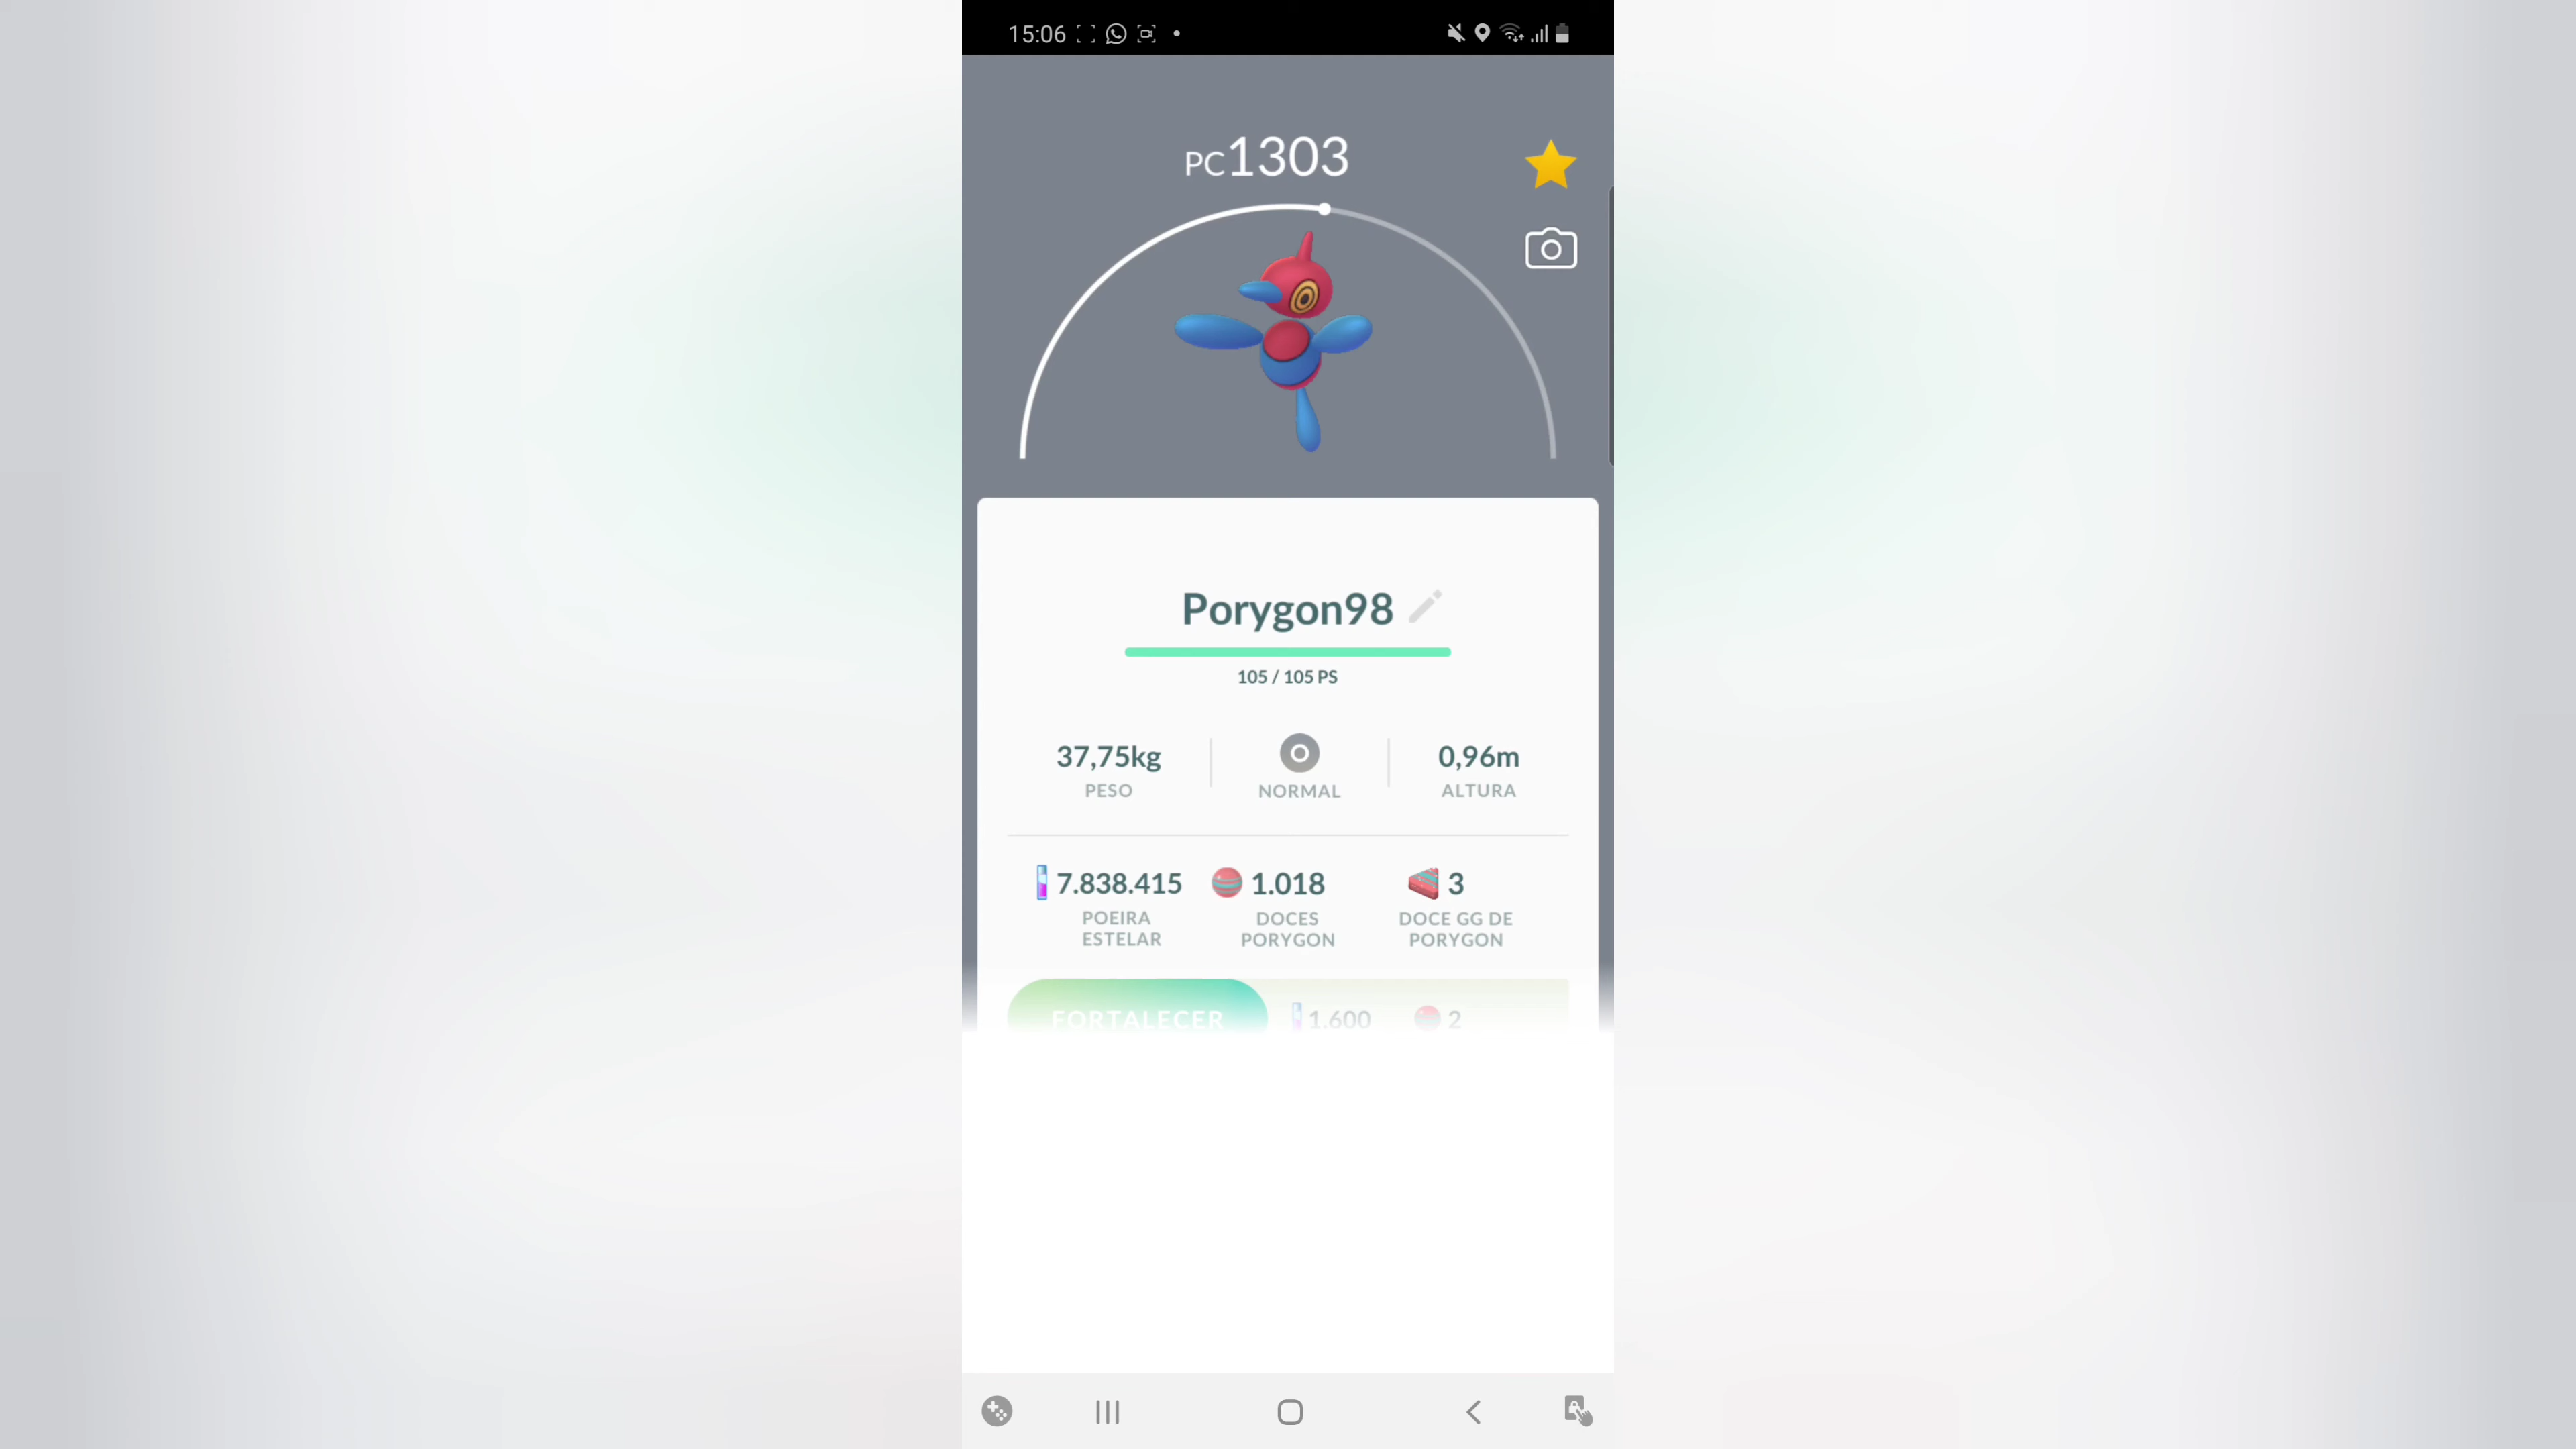 15:06
PC1303
Porygon98
105 / 105 PS
37,75kg
PESO
NORMAL
0,96m
ALTURA
7.838.415
POEIRA
ESTELAR
1.018
DOCES
PORYGON
3
DOCE GG DE
PORYGON
FORTALECER
1.600
2